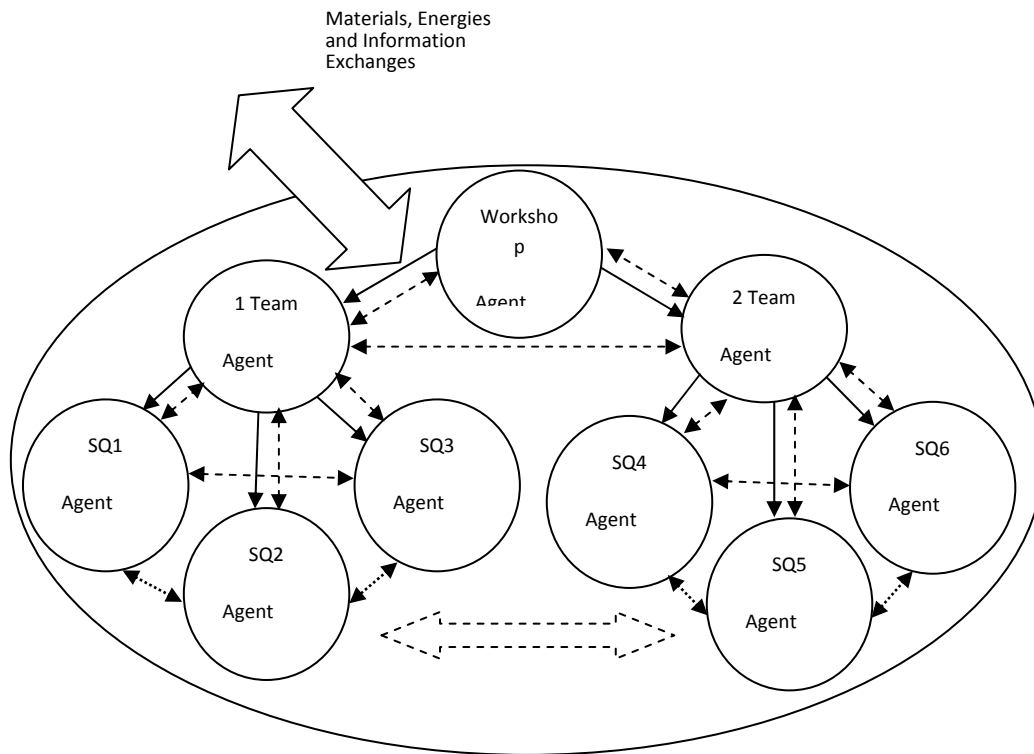 Materials, Energies
and Information
Exchanges
Worksho
p
Agent
1 Team
Agent
2 Team
Agent
SQ1
Agent
SQ2
Agent
SQ3
Agent
SQ4
Agent
SQ5
Agent
SQ6
Agent